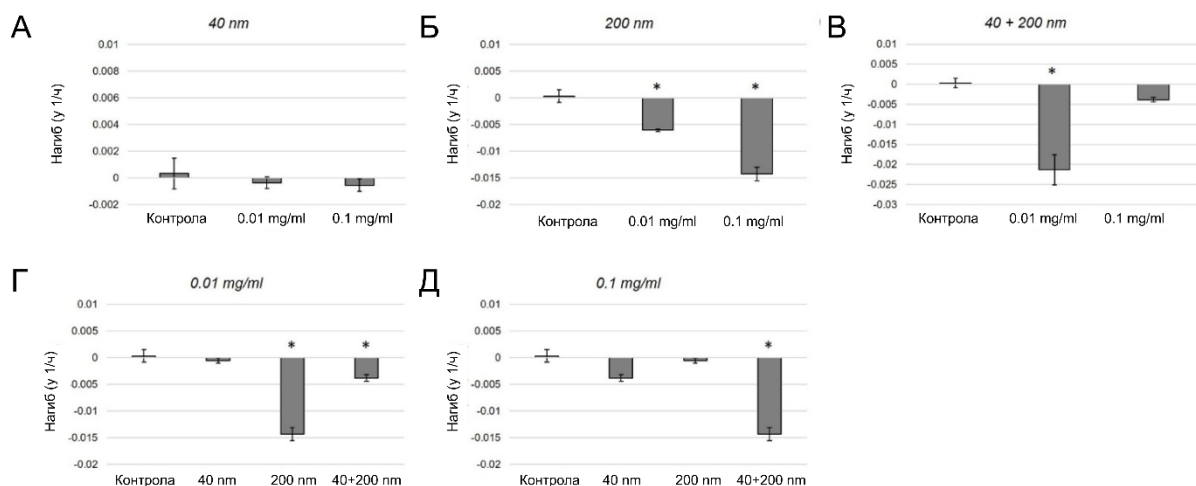 А
40 nm
Нагиб (у 1/ч)
0.01
0.008
0.006
0.004
0.002
0
-0.002
Контрола 0.01 mg/ml 0.1 mg/ml
Б
200 nm
Нагиб (у 1/ч)
0.01
0.005
0
-0.005
-0.01
-0.015
-0.02
* *
Контрола 0.01 mg/ml 0.1 mg/ml
В
40 + 200 nm
Нагиб (у 1/ч)
0.01
0.005
0
-0.005
-0.01
-0.015
-0.02
-0.025
-0.03
*
Контрола 0.01 mg/ml 0.1 mg/ml
Г
0.01 mg/ml
Нагиб (у 1/ч)
0.01
0.005
0
-0.005
-0.01
-0.015
-0.02
* *
Контрола 40 nm 200 nm 40+200 nm
Д
0.1 mg/ml
Нагиб (у 1/ч)
0.01
0.005
0
-0.005
-0.01
-0.015
-0.02
*
Контрола 40 nm 200 nm 40+200 nm